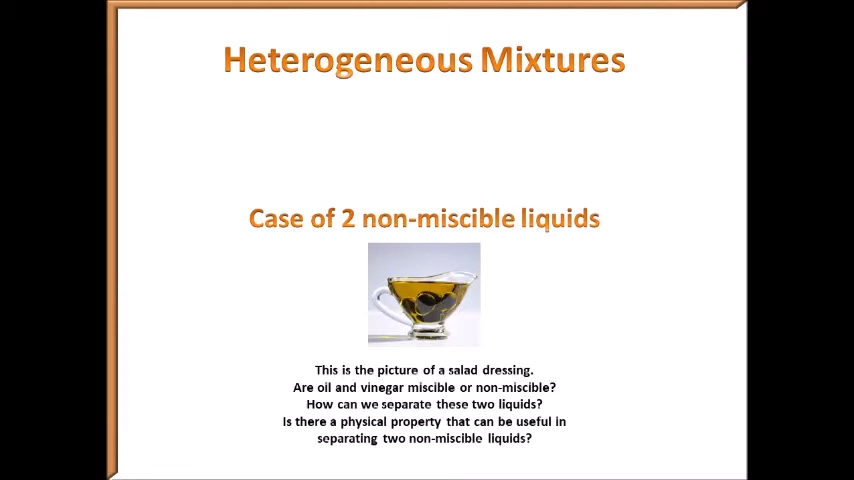 Heterogeneous Mixtures
Case of 2 non-miscible liquids
This is the picture of a salad dressing.
Are oil and vinegar miscible or non-miscible?
How can we separate these two liquids?
Is there a physical property that can be useful in
separating two non-miscible liquids?